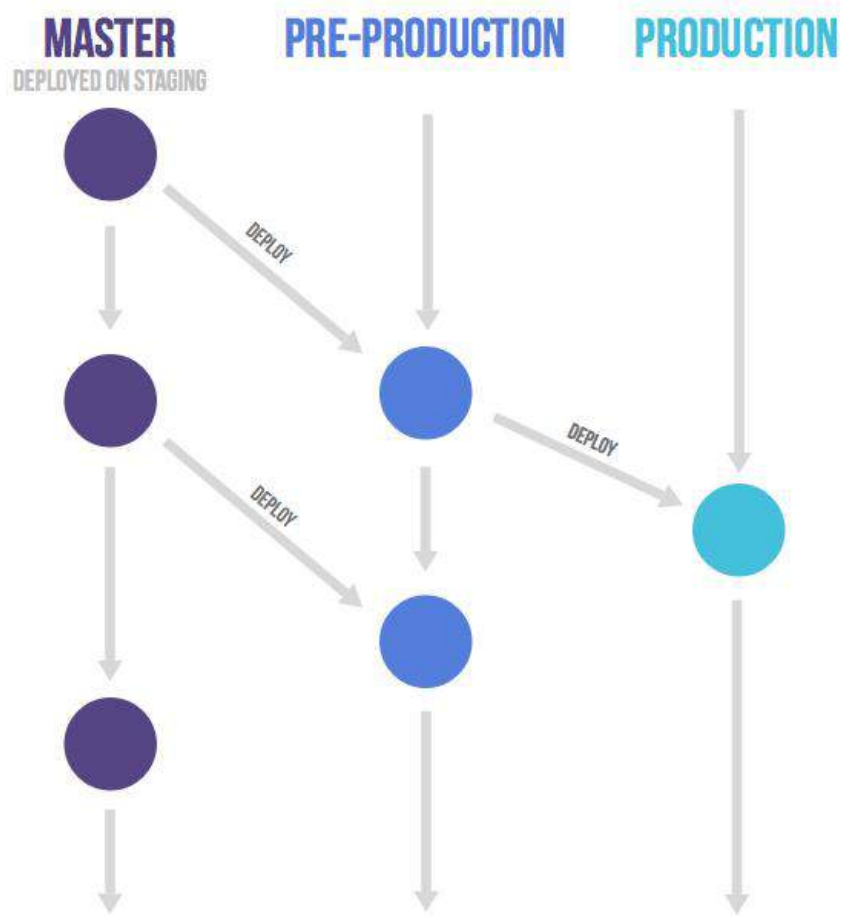 MASTER
DEPLOYED ON STAGING
PRE-PRODUCTION
PRODUCTION
DEPLOY
DEPLOY
DEPLOY